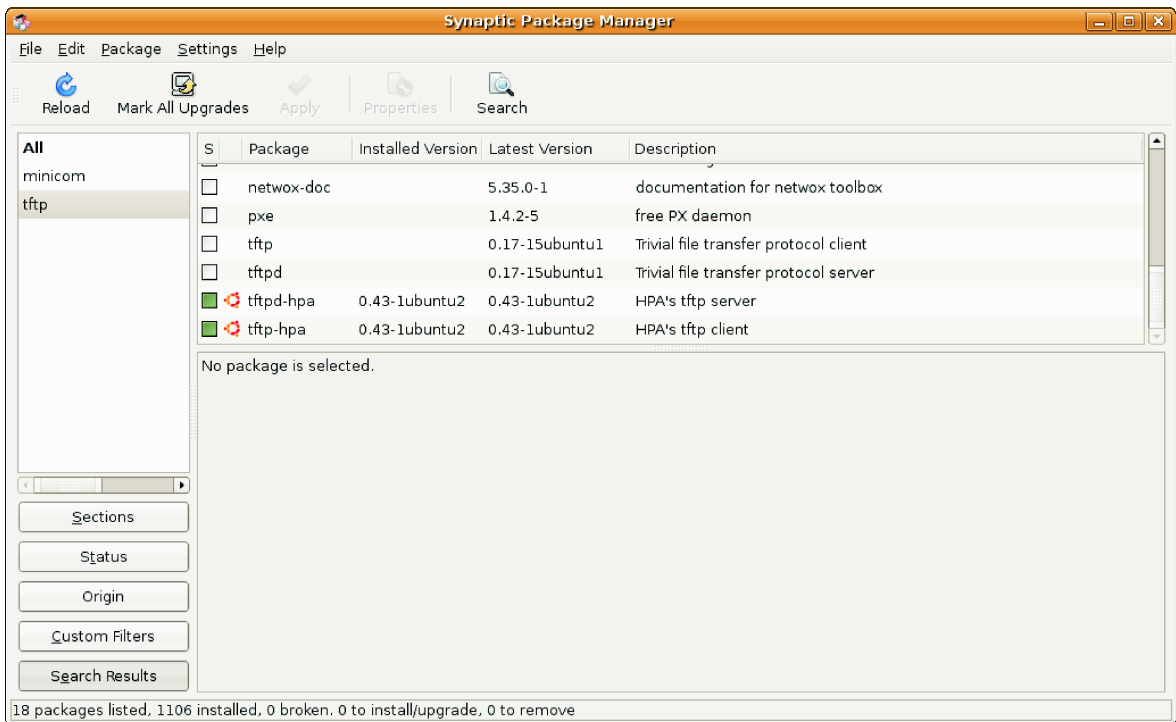 Synaptic Package Manager
File Edit Package Settings Help
Reload Mark All Upgrades Apply Properties Search
All
minicom
tftp
S Package Installed Version Latest Version Description
netwox-doc 5.35.0-1 documentation for netwox toolbox
pxe 1.4.2-5 free PX daemon
tftp 0.17-15ubuntu1 Trivial file transfer protocol client
tftpd 0.17-15ubuntu1 Trivial file transfer protocol server
tftpd-hpa 0.43-1ubuntu2 0.43-1ubuntu2 HPA's tftp server
tftp-hpa 0.43-1ubuntu2 0.43-1ubuntu2 HPA's tftp client
No package is selected.
Sections
Status
Origin
Custom Filters
Search Results
18 packages listed, 1106 installed, 0 broken. 0 to install/upgrade, 0 to remove